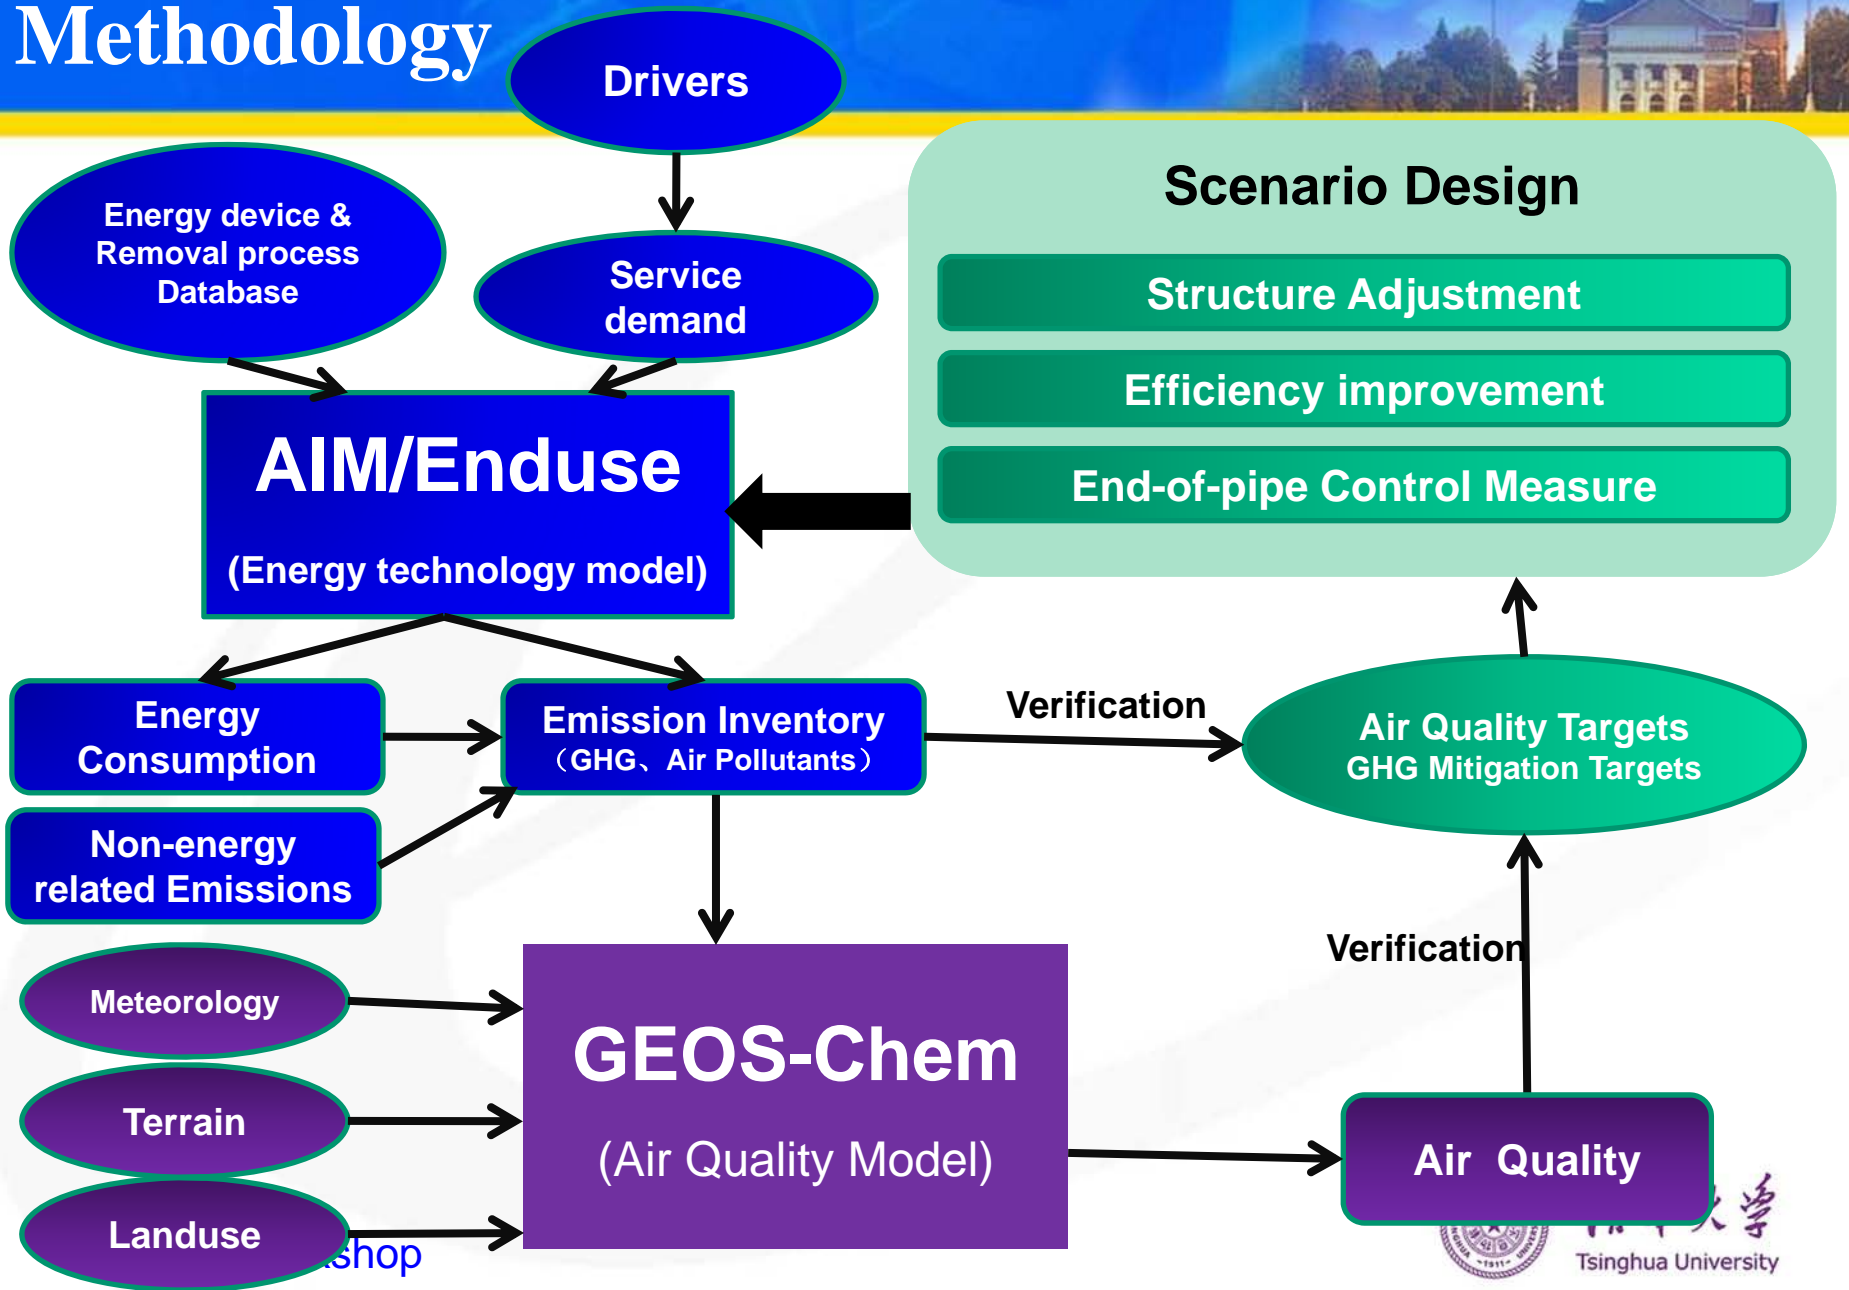 Methodology
Drivers
Energy device &
Removal process
Database
Service
demand
Scenario Design
Structure Adjustment
Efficiency improvement
End-of-pipe Control Measure
AIM/Enduse
(Energy technology model)
Energy
Consumption
Emission Inventory
（GHG、Air Pollutants）
Verification
Air Quality Targets
GHG Mitigation Targets
Non-energy
related Emissions
Verification
Meteorology
Terrain
Landuse
GEOS-Chem
(Air Quality Model)
Air Quality
shop
Tsinghua University